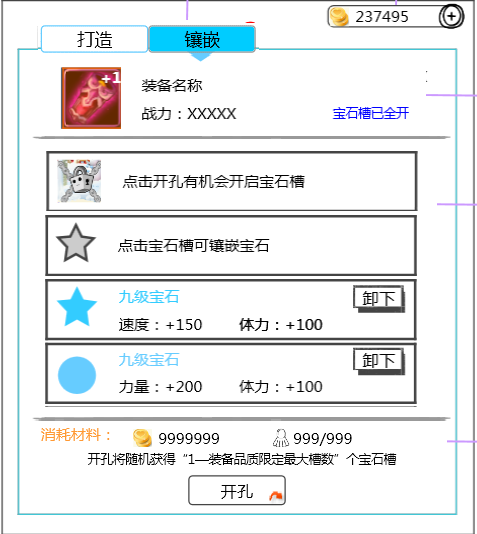 237495
打造
镶嵌
+1
装备名称
战力：XXXXX
宝石槽已全开
点击开孔有机会开启宝石槽
点击宝石槽可镶嵌宝石
九级宝石
卸下
速度：+150 体力：+100
九级宝石
卸下
力量：+200 体力：+100
消耗材料： 9999999 999/999
开孔将随机获得“1—装备品质限定最大槽数”个宝石槽
开孔